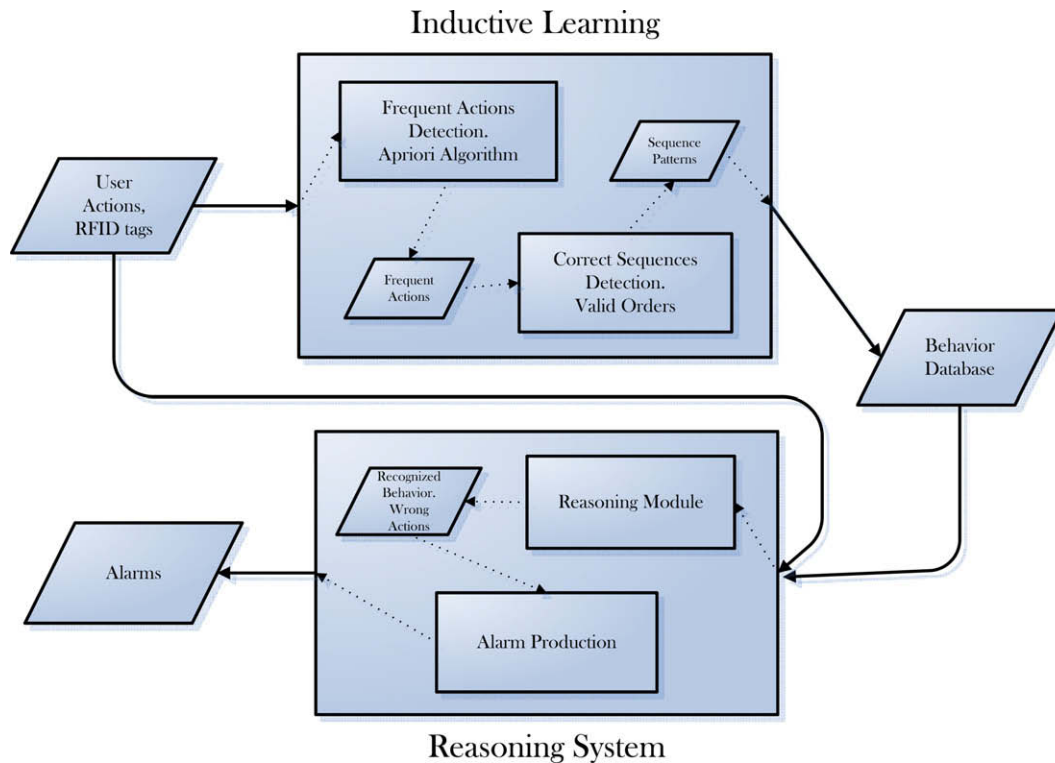 Inductive Learning
Frequent Actions
Detection.
Apriori Algorithm
Sequence
Patterns
User
Actions,
RFID tags
Frequent
Actions
Correct Sequences
Detection.
Valid Orders
Behavior
Database
Recognized
Behavior.
Wrong
Actions
Reasoning Module
Alarms
Alarm Production
Reasoning System